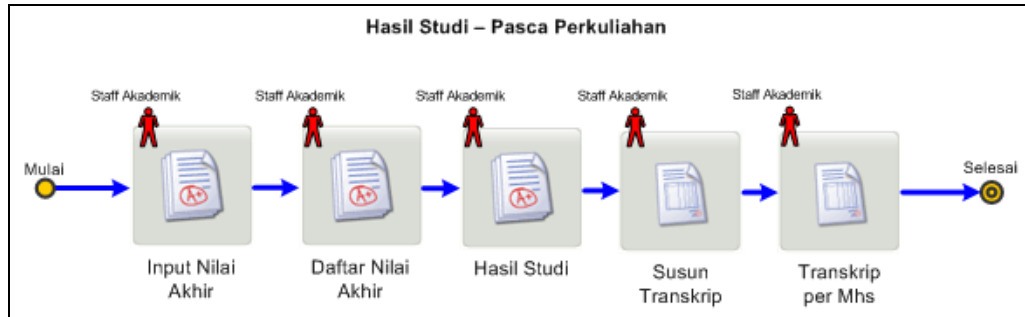 Hasil Studi – Pasca Perkuliahan
Staff Akademik
Staff Akademik
Staff Akademik
Staff Akademik
Staff Akademik
Mulai
Selesai
A+
A+
A+
Input Nilai
Akhir
Daftar Nilai
Akhir
Hasil Studi
Susun
Transkrip
Transkrip
per Mhs